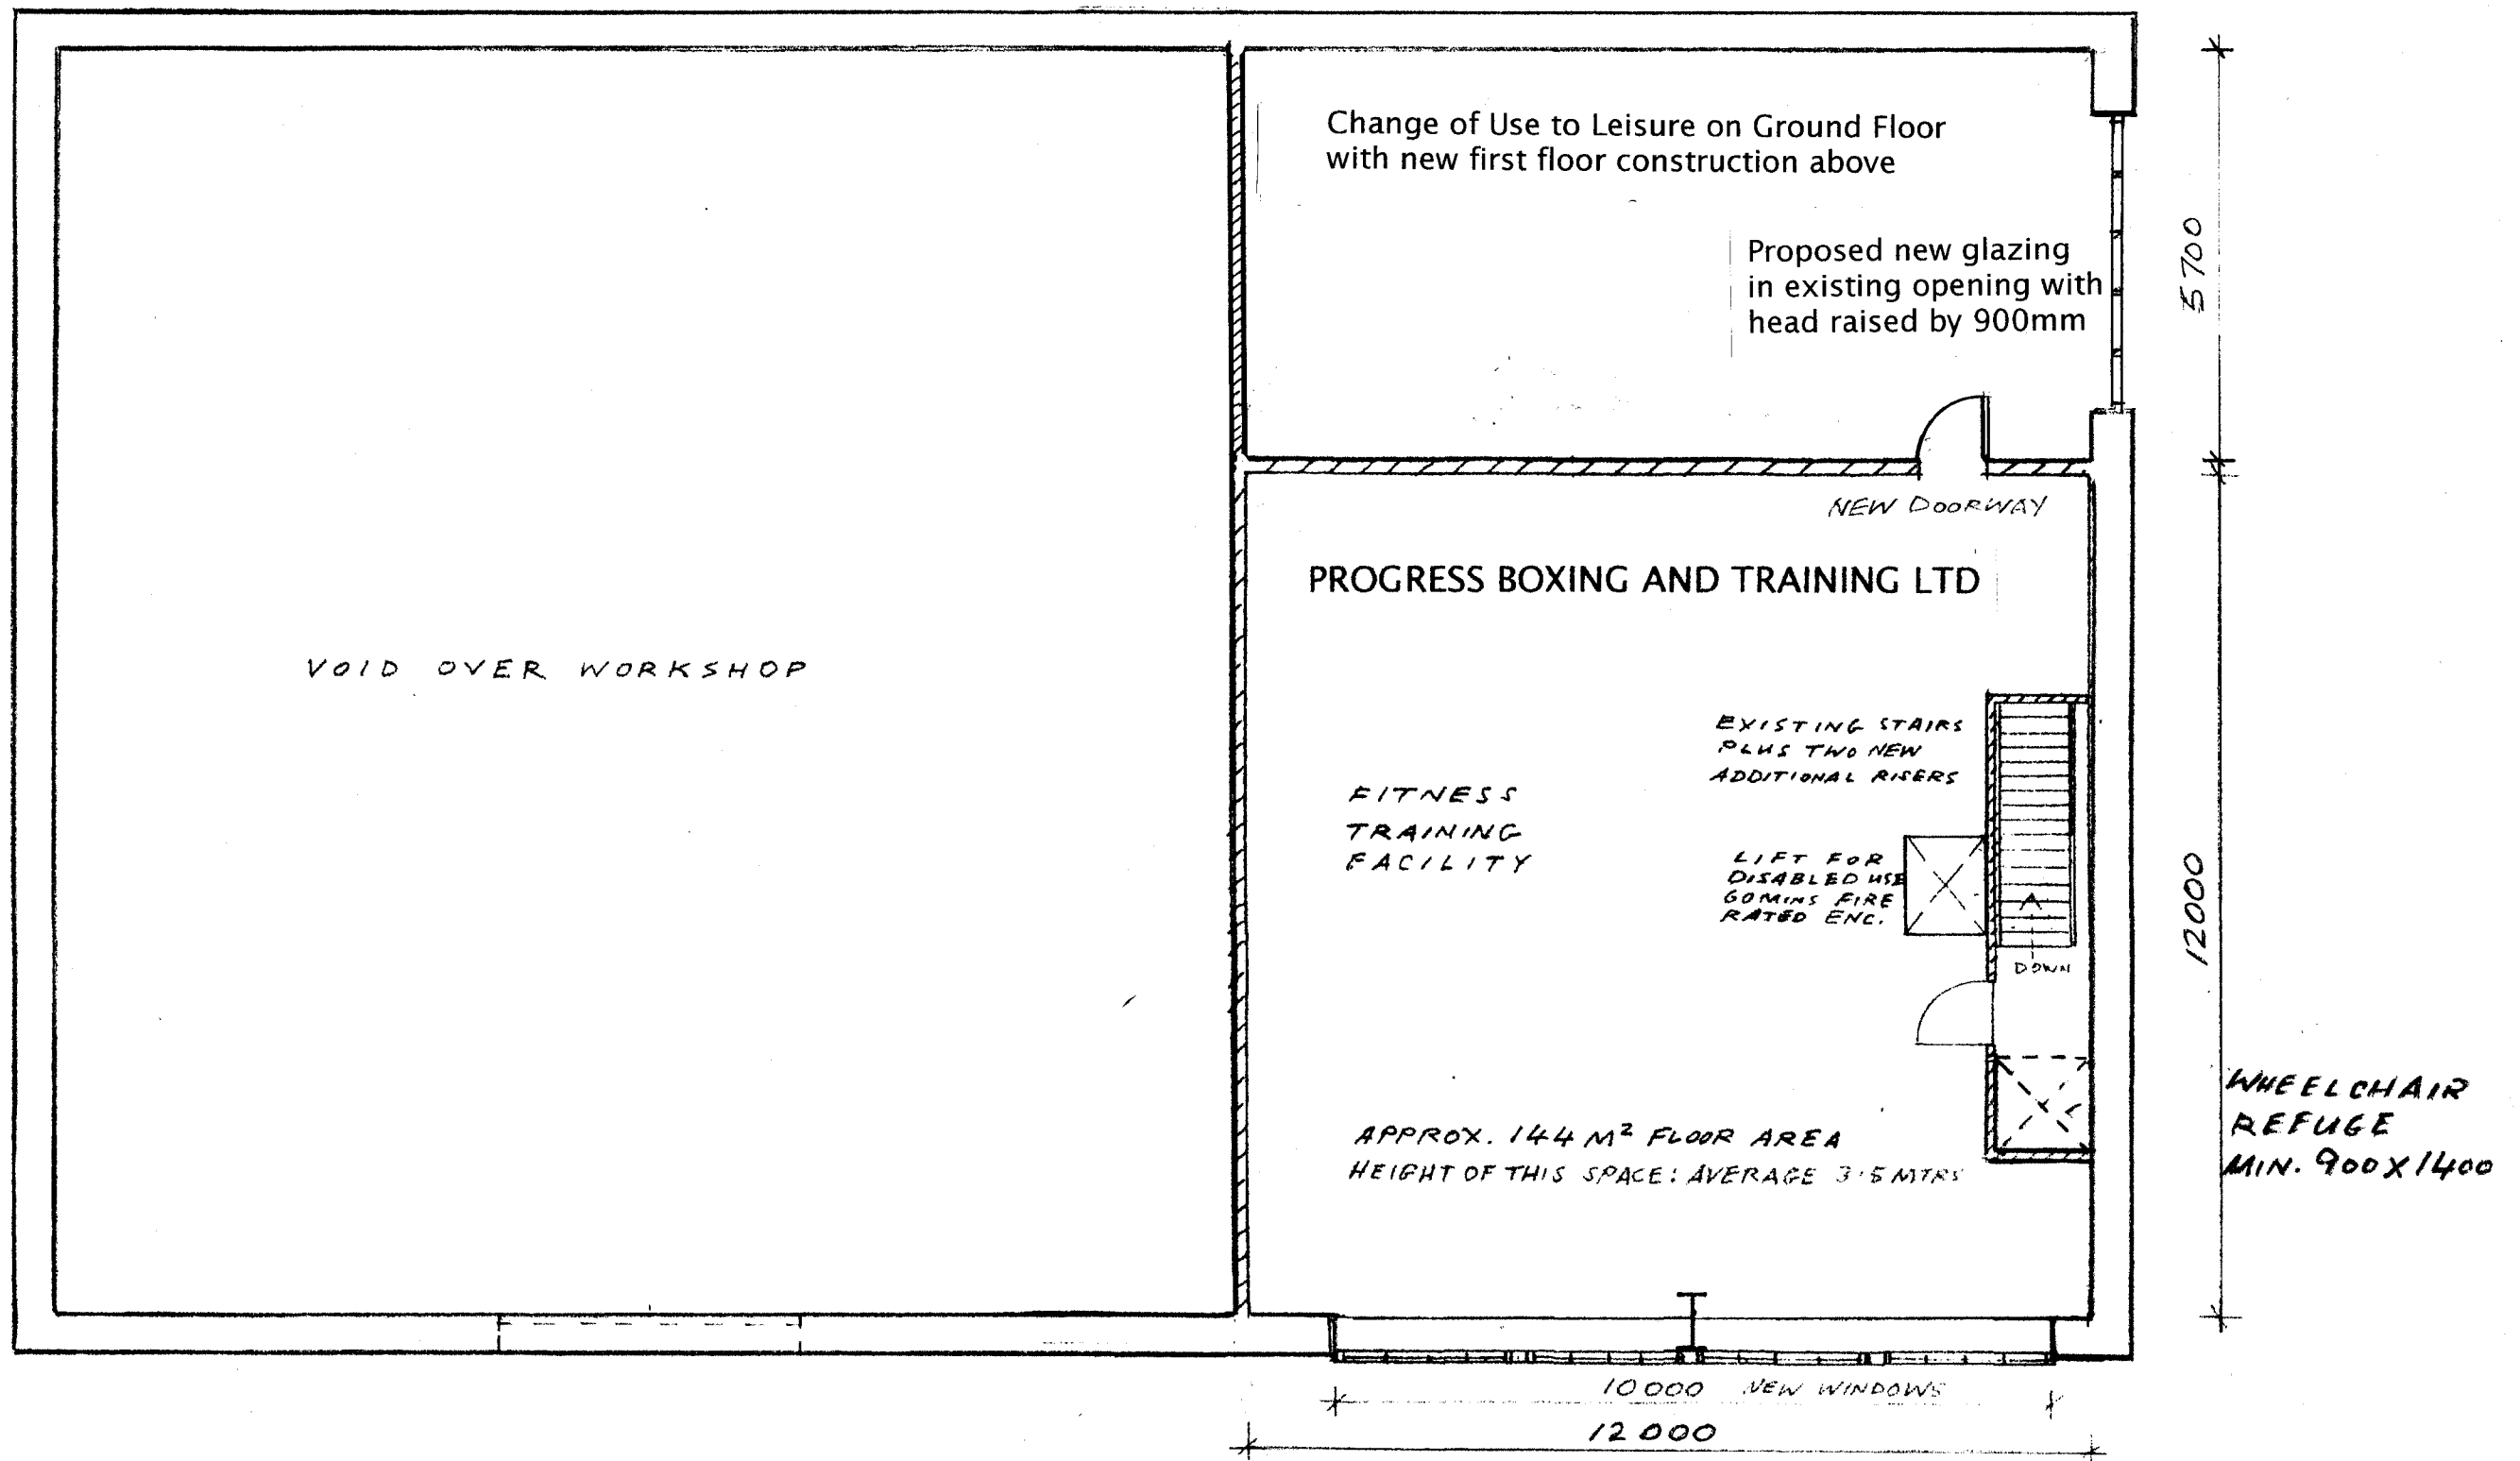 Change of Use to Leisure on Ground Floor
with new first floor construction above
Proposed new glazing
in existing opening with
head raised by 900mm
5700
NEW DOORWAY
PROGRESS BOXING AND TRAINING LTD
VOID OVER WORKSHOP
EXISTING STAIRS
PLUS TWO NEW
ADDITIONAL RISERS
FITNESS
TRAINING
FACILITY
LIFT FOR
DISABLED USE
60MINS FIRE
RATED ENC.
12000
DOWN
WHEELCHAIR
REFUGE
MIN. 900X1400
APPROX. 144 M² FLOOR AREA
HEIGHT OF THIS SPACE: AVERAGE 3·5 MTRS
10000 NEW WINDOWS
12000